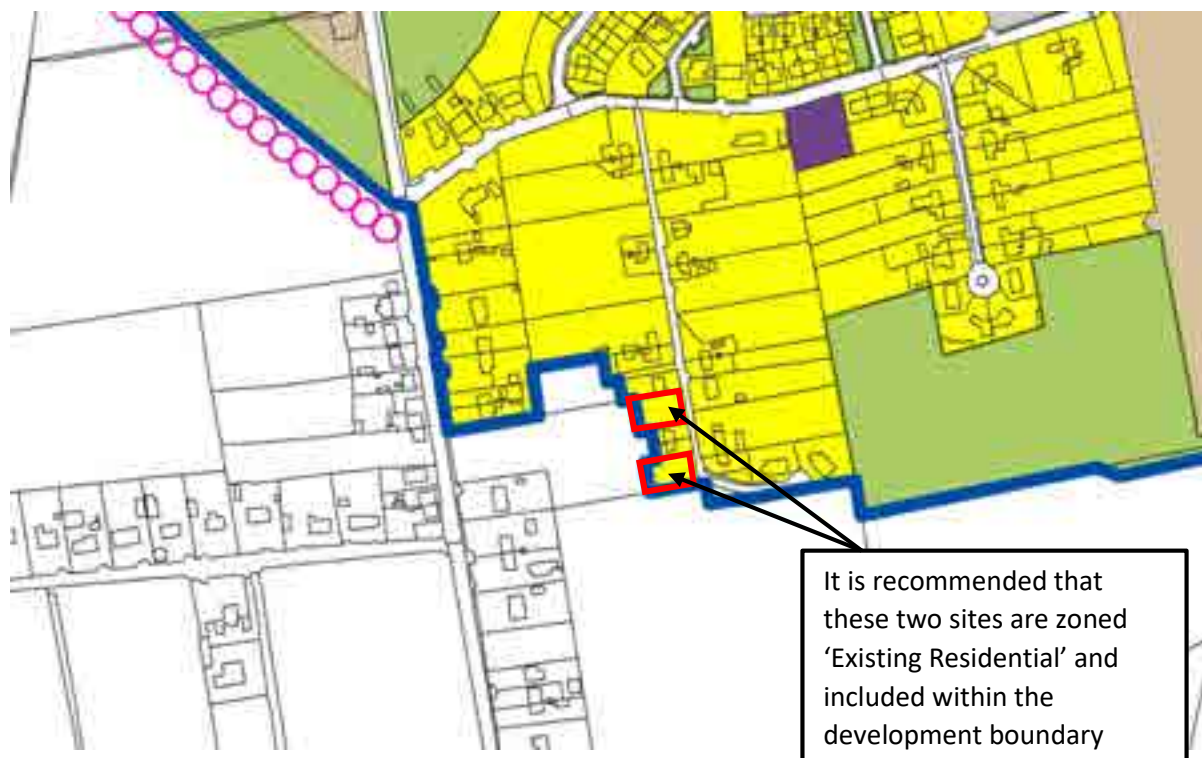 It is recommended that
these two sites are zoned
‘Existing Residential’ and
included within the
development boundary